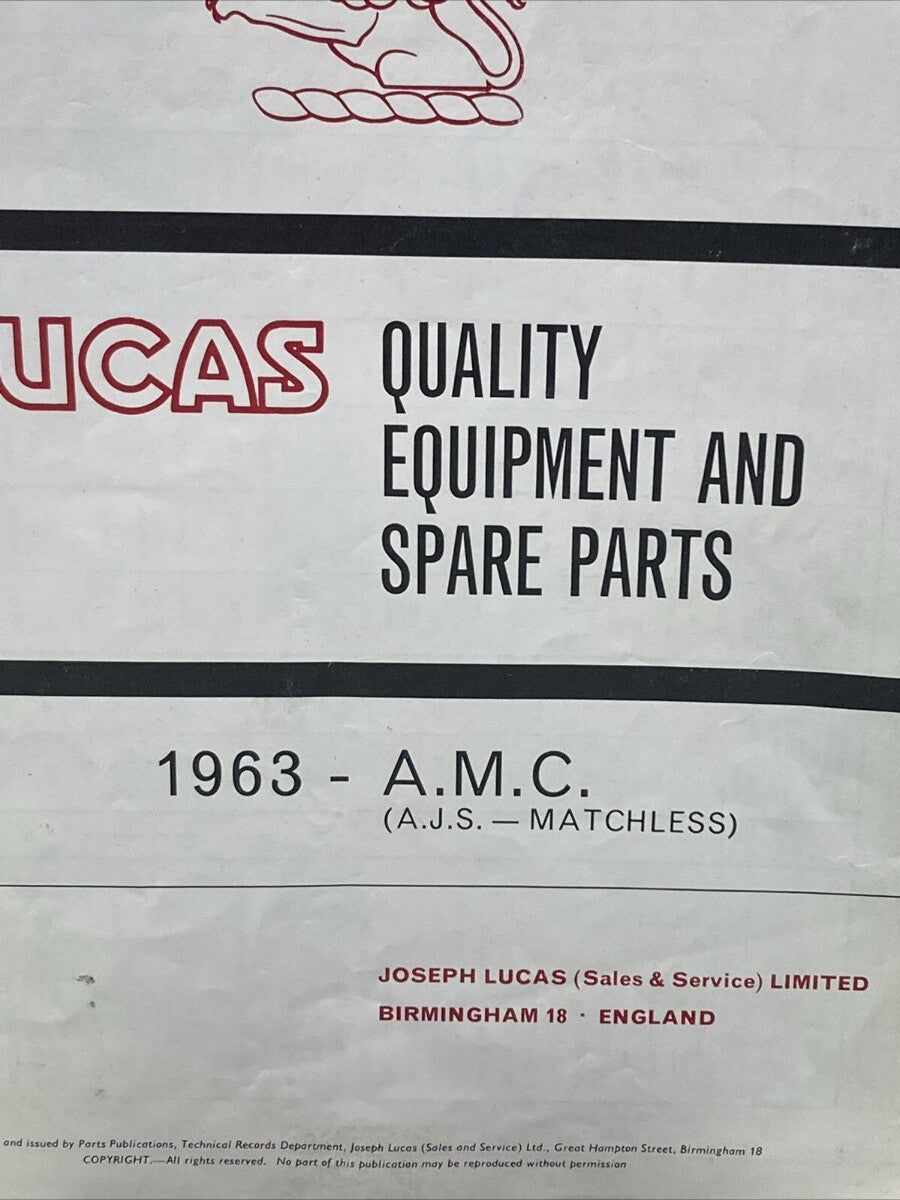 UCAS
QUALITY
EQUIPMENT AND
SPARE PARTS
1963 - A.M.C.
(A.J.S. — MATCHLESS)
JOSEPH LUCAS (Sales & Service) LIMITED
BIRMINGHAM 18 · ENGLAND
and issued by Parts Publications, Technical Records Department, Joseph Lucas (Sales and Service) Ltd., Great Hampton Street, Birmingham 18
COPYRIGHT.—All rights reserved. No part of this publication may be reproduced without permission